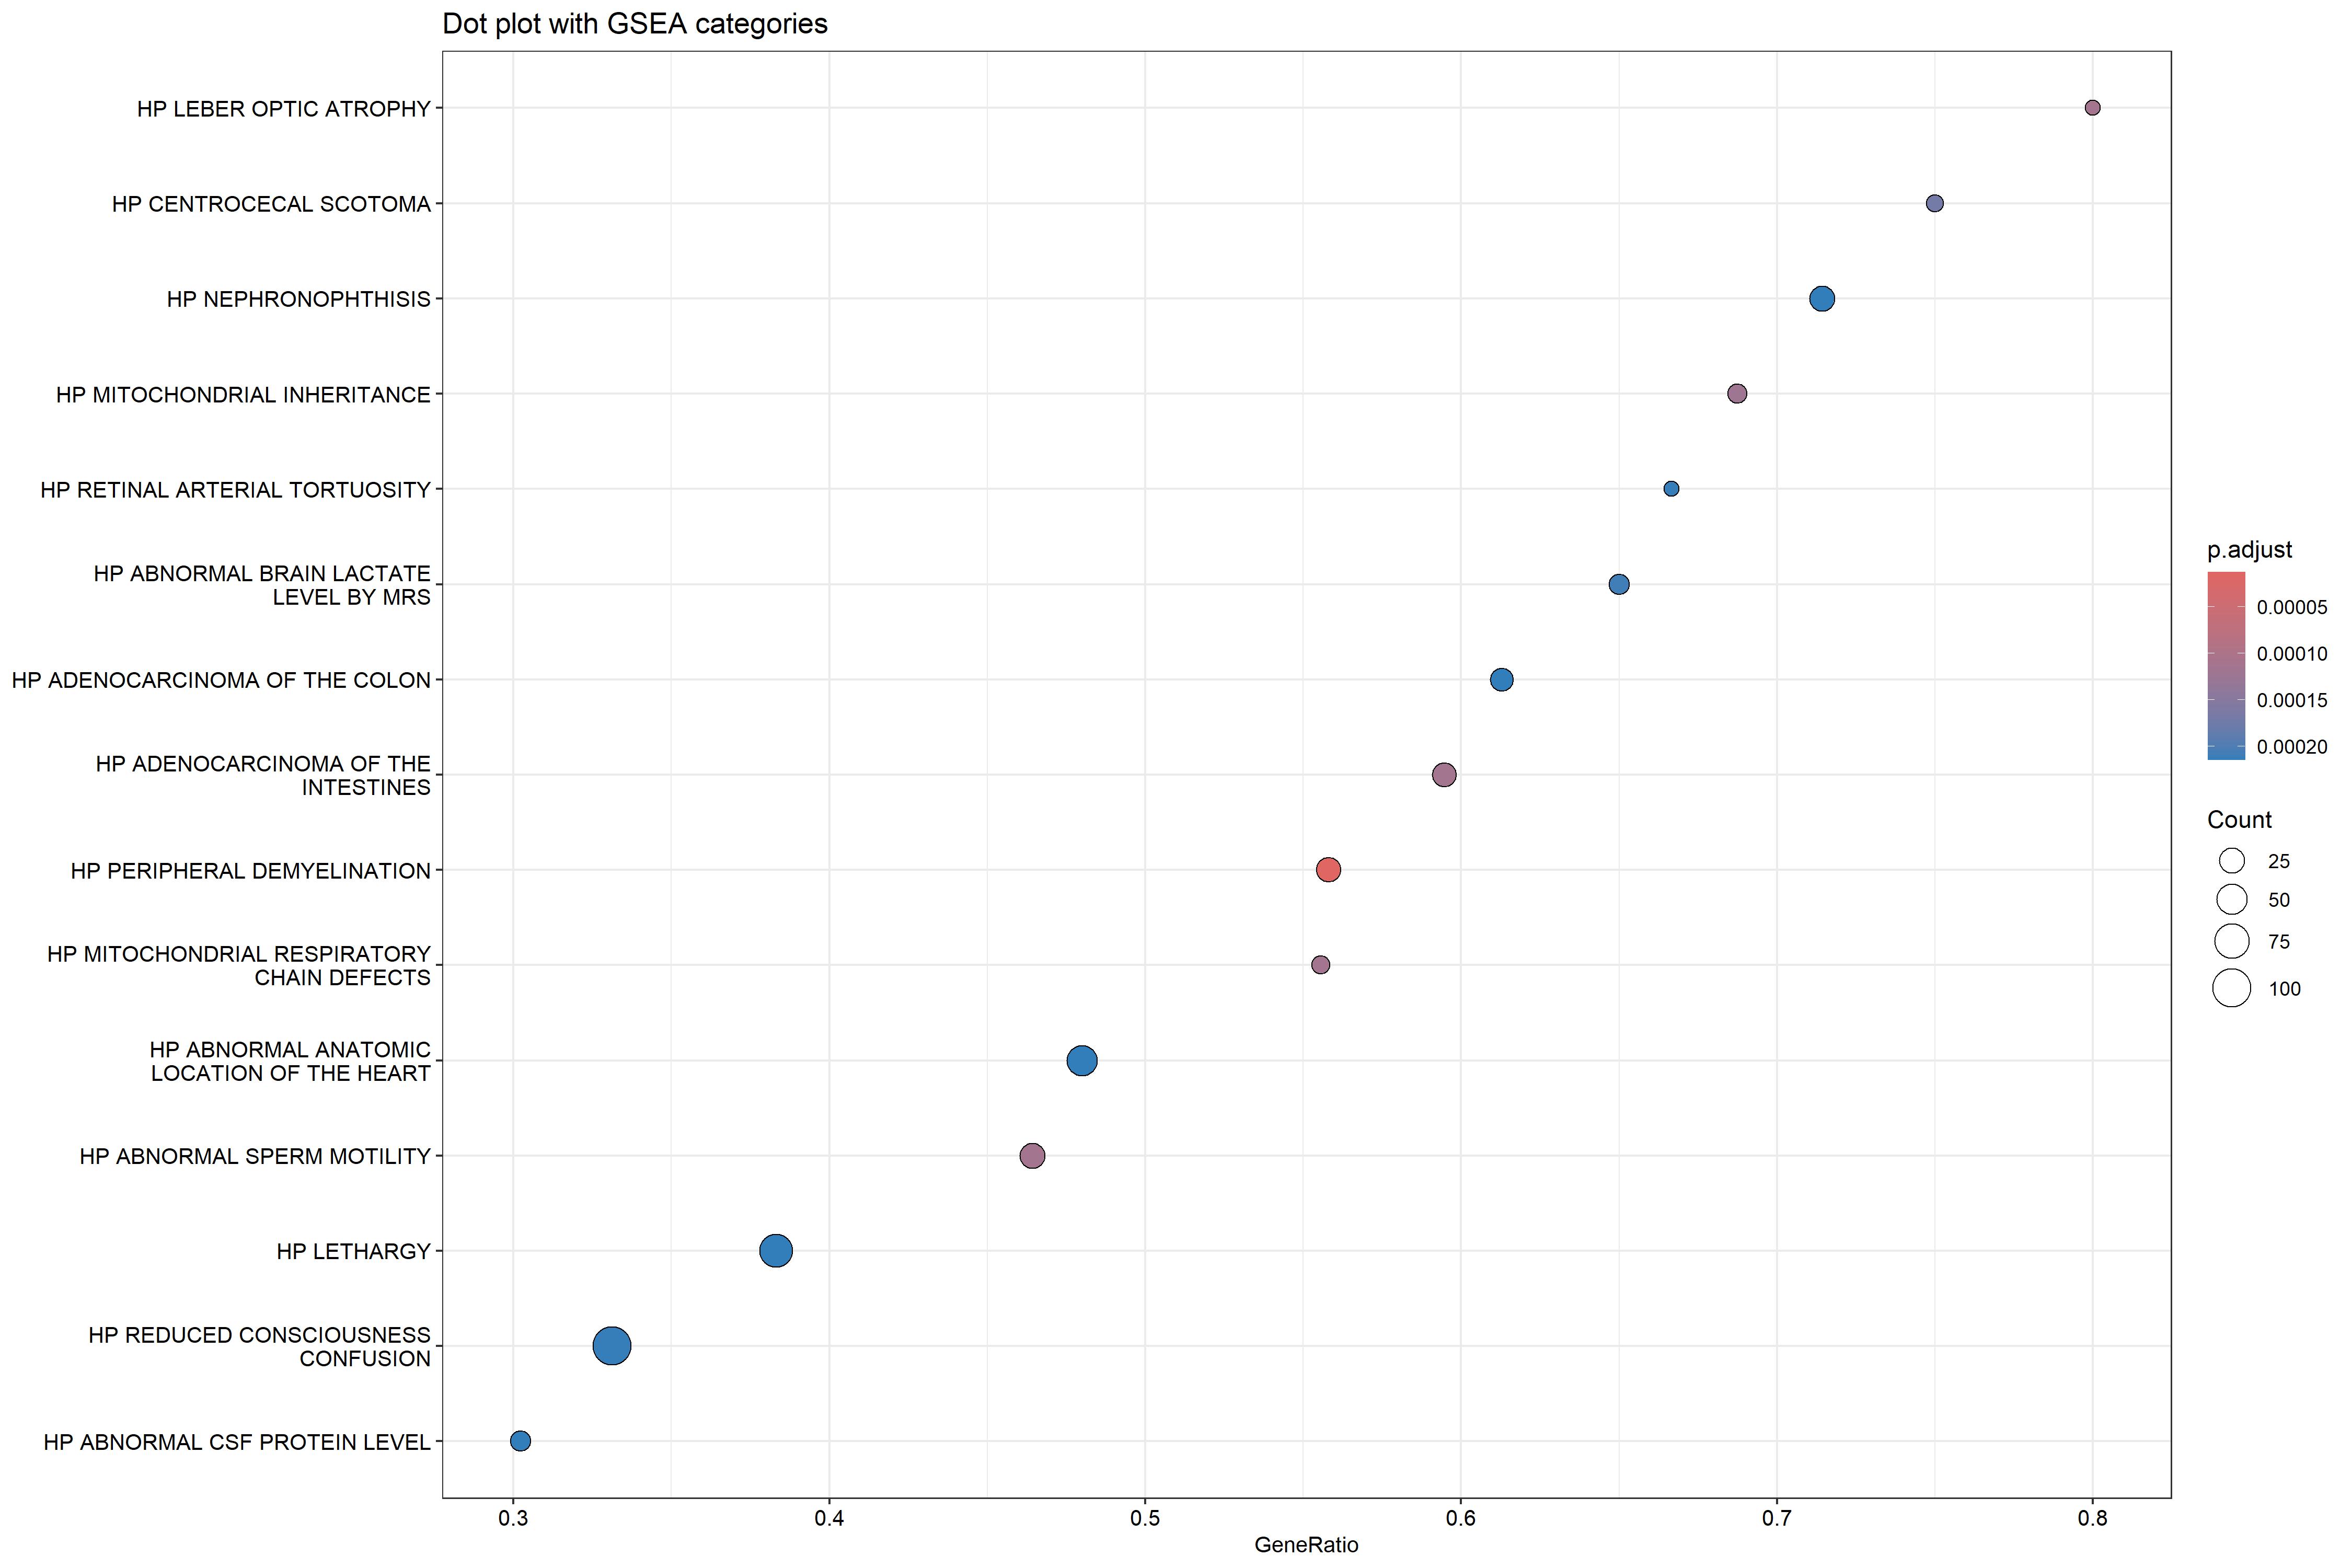 Dot plot with GSEA categories
HP LEBER OPTIC ATROPHY
HP CENTROCECAL SCOTOMA
HP NEPHRONOPHTHISIS
HP MITOCHONDRIAL INHERITANCE
HP RETINAL ARTERIAL TORTUOSITY
HP ABNORMAL BRAIN LACTATE
LEVEL BY MRS
HP ADENOCARCINOMA OF THE COLON
HP ADENOCARCINOMA OF THE
INTESTINES
HP PERIPHERAL DEMYELINATION
HP MITOCHONDRIAL RESPIRATORY
CHAIN DEFECTS
HP ABNORMAL ANATOMIC
LOCATION OF THE HEART
HP ABNORMAL SPERM MOTILITY
HP LETHARGY
HP REDUCED CONSCIOUSNESS
CONFUSION
HP ABNORMAL CSF PROTEIN LEVEL
0.3 0.4 0.5 0.6 0.7 0.8
GeneRatio
p.adjust
0.00005
0.00010
0.00015
0.00020
Count
25
50
75
100